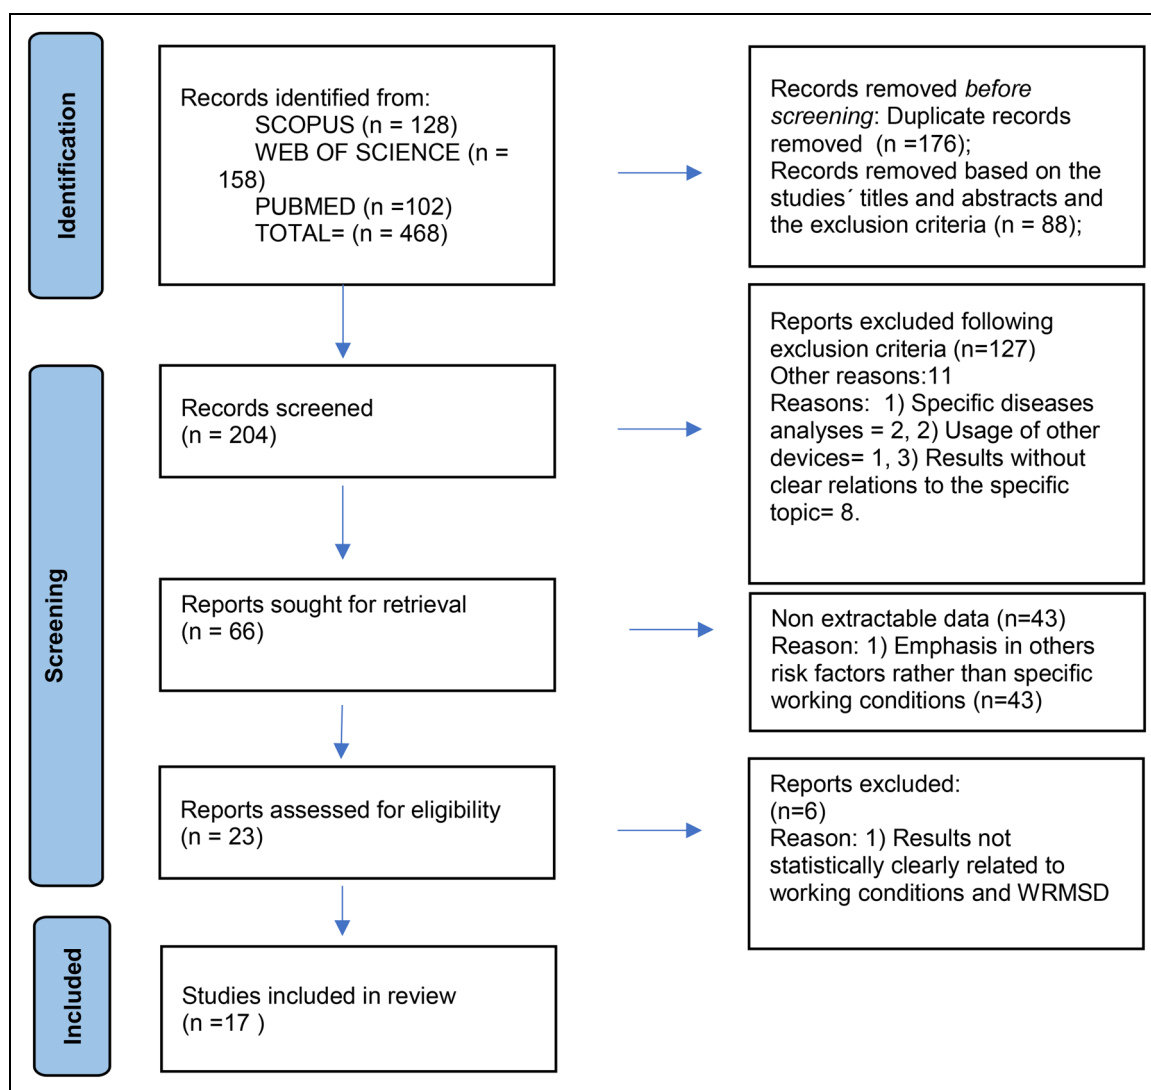 Identification
Records identified from:
SCOPUS (n = 128)
WEB OF SCIENCE (n =
158)
PUBMED (n =102)
TOTAL= (n = 468)
Records removed before
screening: Duplicate records
removed  (n =176);
Records removed based on the
studies´ titles and abstracts and
the exclusion criteria (n = 88);
Screening
Records screened
(n = 204)
Reports excluded following
exclusion criteria (n=127)
Other reasons:11
Reasons:  1) Specific diseases
analyses = 2, 2) Usage of other
devices= 1, 3) Results without
clear relations to the specific
topic= 8.
Reports sought for retrieval
(n = 66)
Non extractable data (n=43)
Reason: 1) Emphasis in others
risk factors rather than specific
working conditions (n=43)
Reports assessed for eligibility
(n = 23)
Reports excluded:
(n=6)
Reason: 1) Results not
statistically clearly related to
working conditions and WRMSD
Included
Studies included in review
(n =17 )